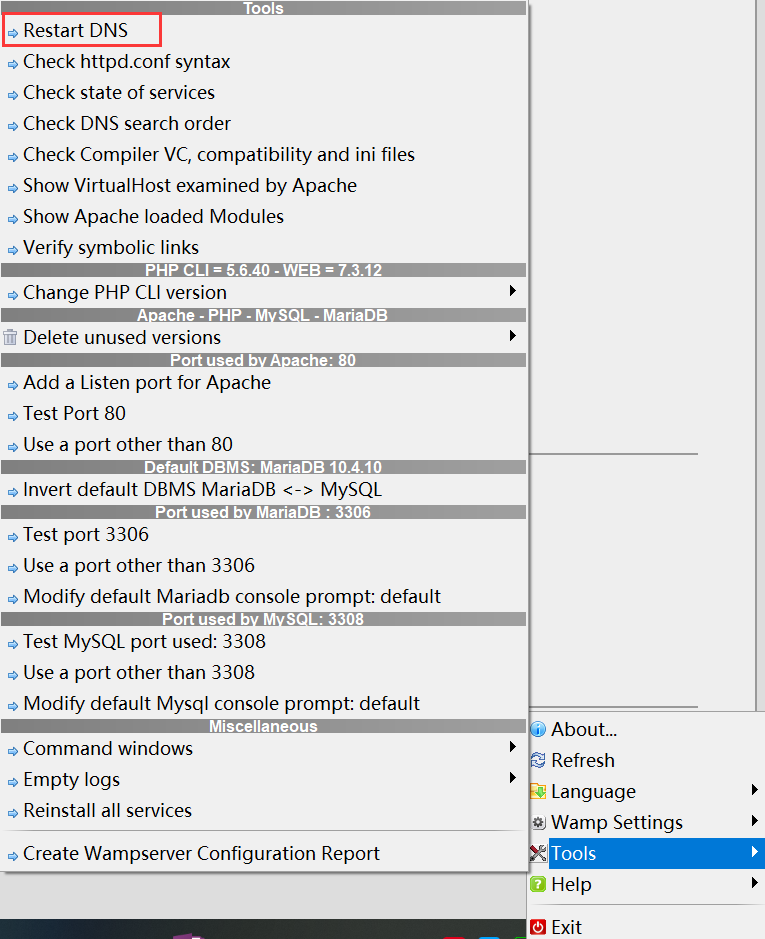 Tools
Restart DNS
Check httpd.conf syntax
Check state of services
Check DNS search order
Check Compiler VC, compatibility and ini files
Show VirtualHost examined by Apache
Show Apache loaded Modules
Verify symbolic links
PHP CLI = 5.6.40 - WEB = 7.3.12
Change PHP CLI version
Apache - PHP - MySQL - MariaDB
Delete unused versions
Port used by Apache: 80
Add a Listen port for Apache
Test Port 80
Use a port other than 80
Default DBMS: MariaDB 10.4.10
Invert default DBMS MariaDB <-> MySQL
Port used by MariaDB : 3306
Test port 3306
Use a port other than 3306
Modify default Mariadb console prompt: default
Port used by MySQL: 3308
Test MySQL port used: 3308
Use a port other than 3308
Modify default Mysql console prompt: default
Miscellaneous
Command windows
Empty logs
Reinstall all services
Create Wampserver Configuration Report
About...
Refresh
Language
Wamp Settings
Tools
Help
Exit